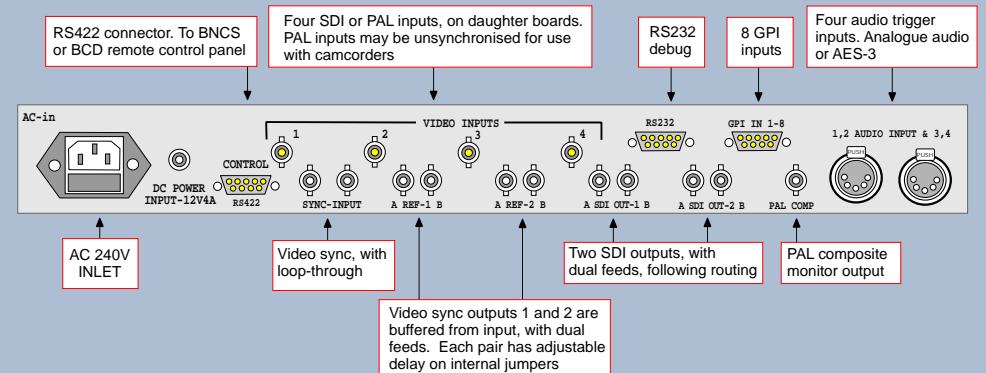 RS422 connector. To BNCS
or BCD remote control panel
Four SDI or PAL inputs, on daughter boards.
PAL inputs may be unsynchronised for use
with camcorders
RS232
debug
8 GPI
inputs
Four audio trigger
inputs. Analogue audio
or AES-3
AC-in
VIDEO INPUTS
1
2
3
4
RS232
GPI IN 1-8
1,2 AUDIO INPUT & 3,4
PUSH
PUSH
CONTROL
RS422
DC POWER
INPUT-12V4A
SYNC-INPUT
A REF-1 B
A REF-2 B
A SDI OUT-1 B
A SDI OUT-2 B
PAL COMP
AC 240V
INLET
Video sync, with
loop-through
Two SDI outputs, with
dual feeds, following routing
PAL composite
monitor output
Video sync outputs 1 and 2 are
buffered from input, with dual
feeds. Each pair has adjustable
delay on internal jumpers